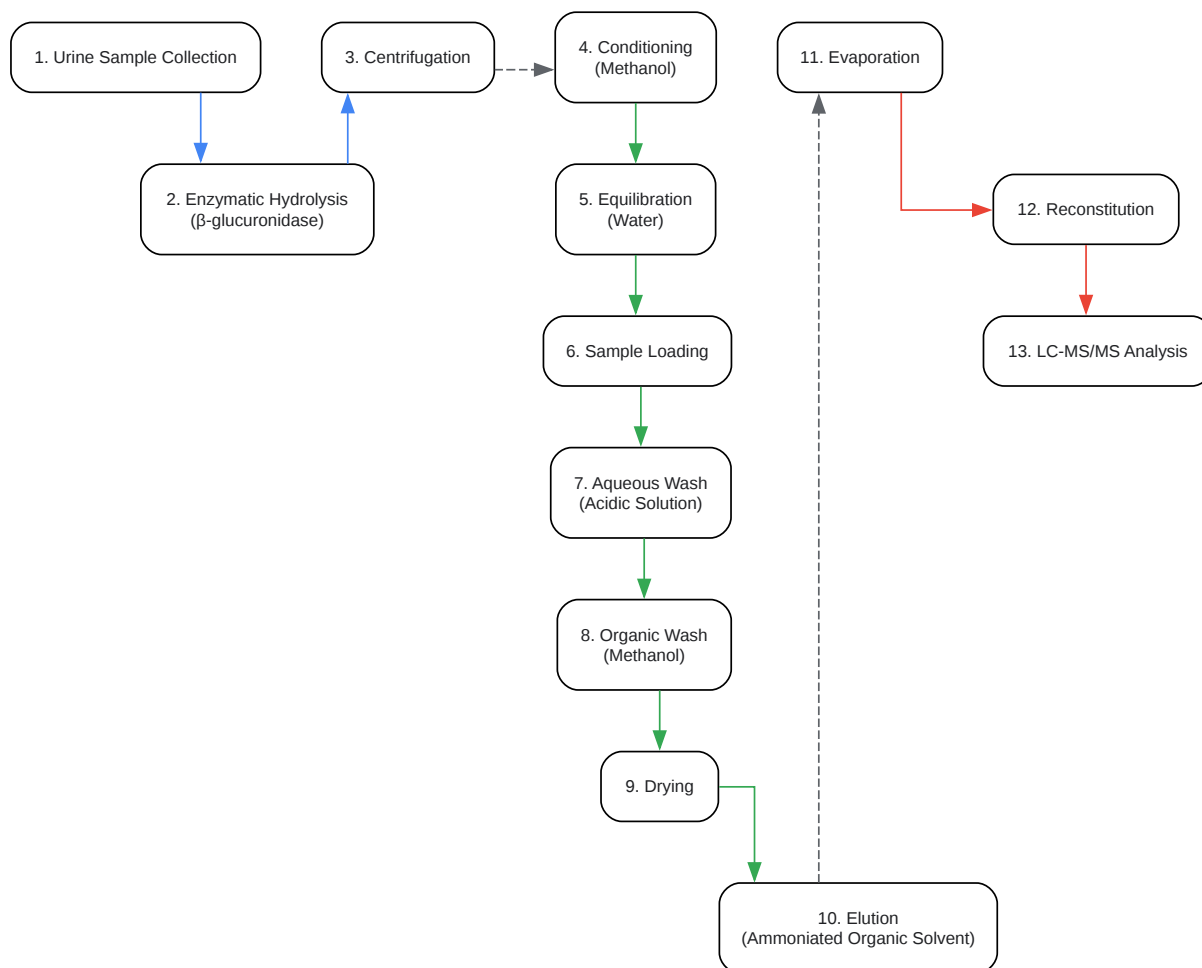 1. Urine Sample Collection
2. Enzymatic Hydrolysis
(β-glucuronidase)
3. Centrifugation
4. Conditioning
(Methanol)
5. Equilibration
(Water)
6. Sample Loading
7. Aqueous Wash
(Acidic Solution)
8. Organic Wash
(Methanol)
9. Drying
10. Elution
(Ammoniated Organic Solvent)
11. Evaporation
12. Reconstitution
13. LC-MS/MS Analysis